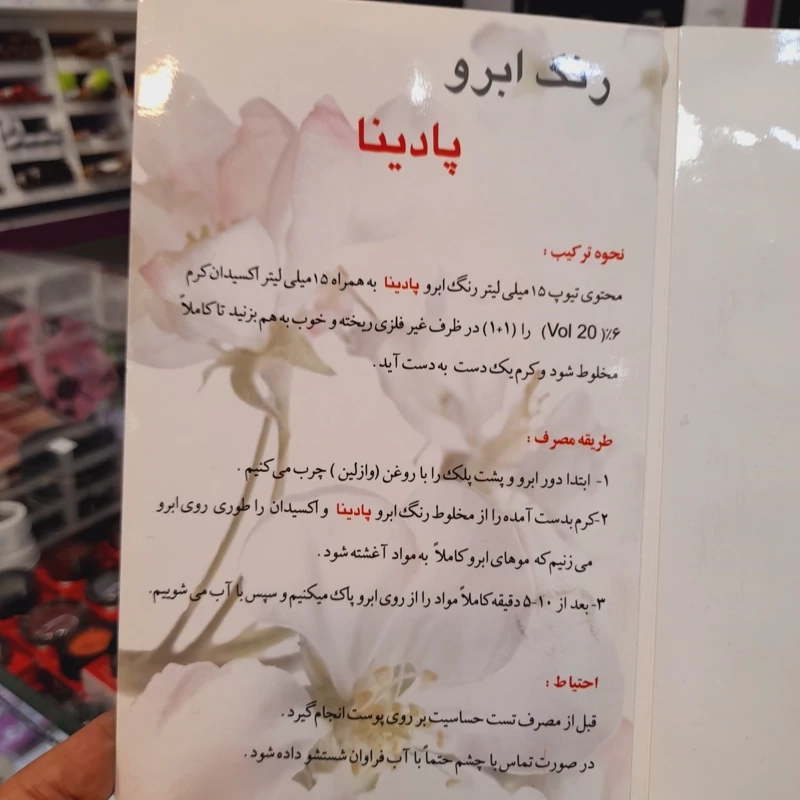 رنگ ابرو
پادینا
نحوه ترکیب :
محتوی تیوپ ۱۵ میلی لیتر رنگ ابرو پادینا به همراه ۱۵ میلی لیتر اکسیدان کرم
۶٪ (Vol 20) را (۱+۱) در ظرف غیر فلزی ریخته و خوب به هم بزنید تا کاملاً
مخلوط شود و کرم یک دست به دست آید .
طریقه مصرف :
۱- ابتدا دور ابرو و پشت پلک را با روغن (وازلین ) چرب می کنیم .
۲-کرم بدست آمده را از مخلوط رنگ ابرو پادینا و اکسیدان را طوری روی ابرو
می زنیم که موهای ابرو کاملاً به مواد آغشته شود .
۳- بعد از ۱۰-۵ دقیقه کاملاً مواد را از روی ابرو پاک میکنیم و سپس با آب می شوییم.
احتیاط :
قبل از مصرف تست حساسیت بر روی پوست انجام گیرد .
در صورت تماس با چشم حتماً با آب فراوان شستشو داده شود .